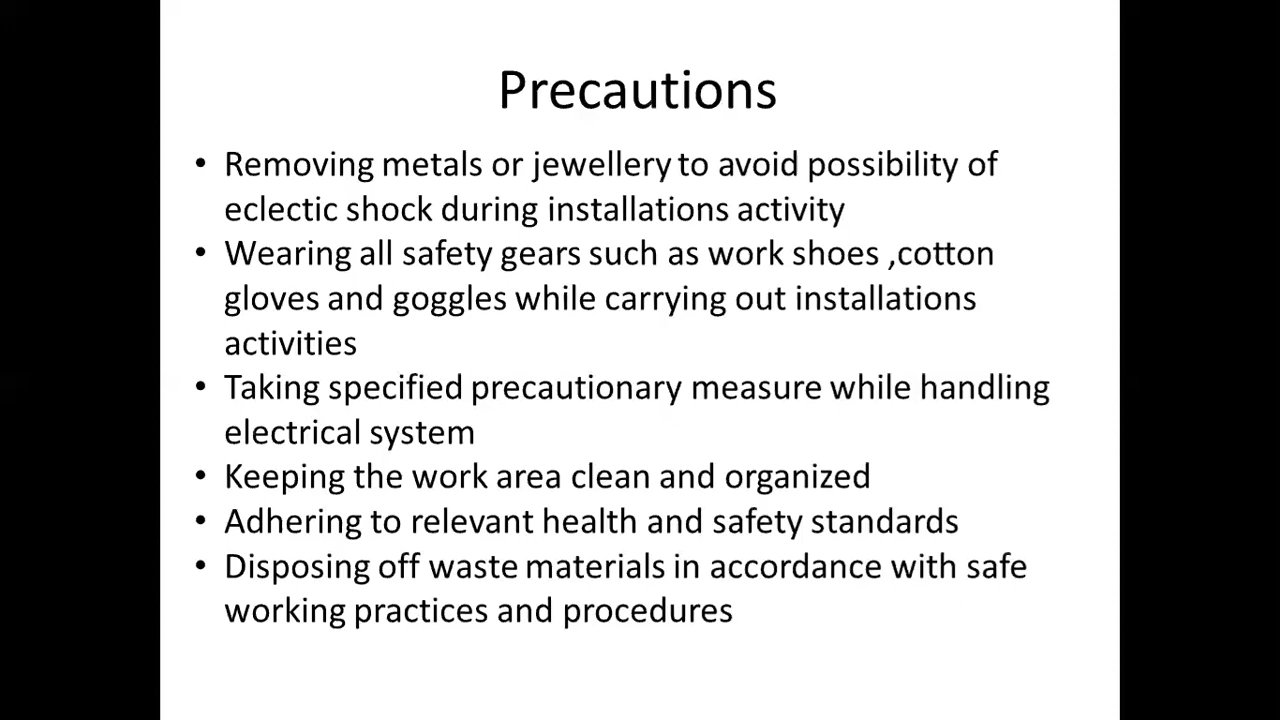 Precautions
• Removing metals or jewellery to avoid possibility of
eclectic shock during installations activity
• Wearing all safety gears such as work shoes ,cotton
gloves and goggles while carrying out installations
activities
• Taking specified precautionary measure while handling
electrical system
• Keeping the work area clean and organized
• Adhering to relevant health and safety standards
• Disposing off waste materials in accordance with safe
working practices and procedures